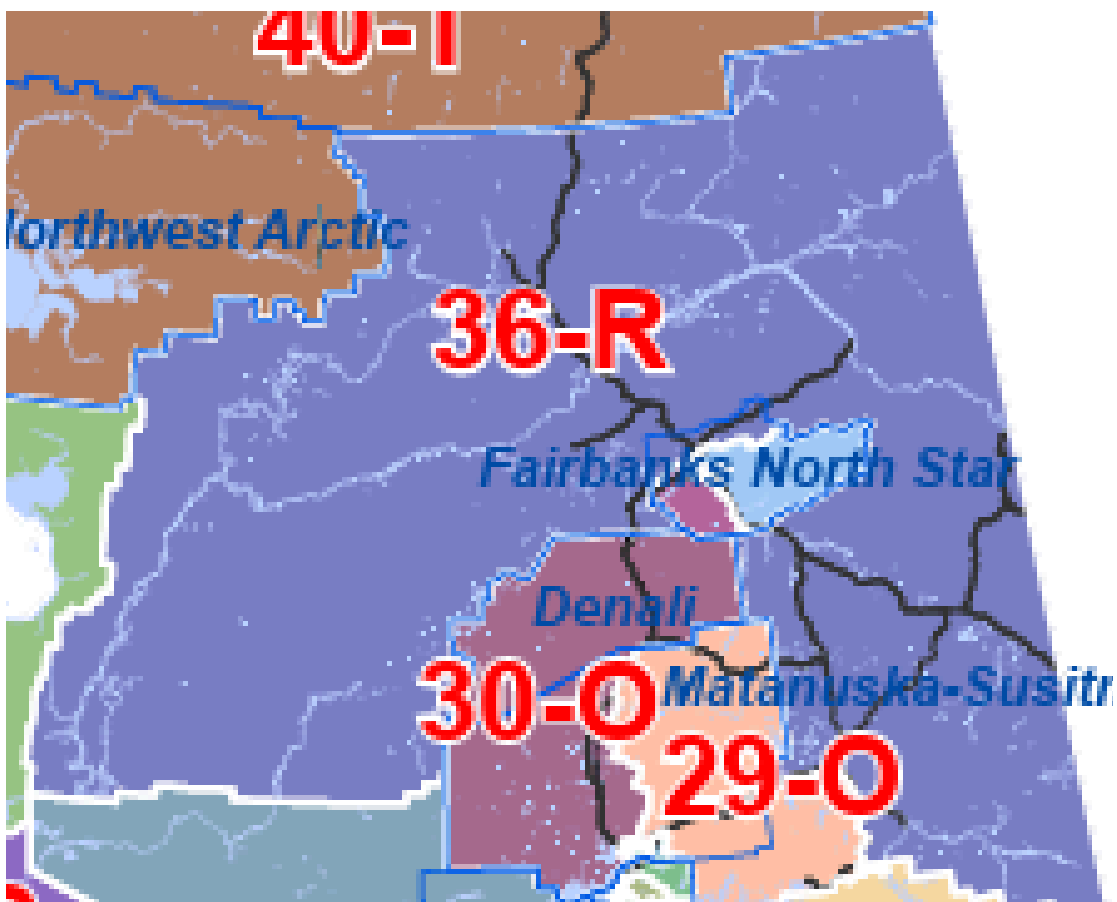 40-T
Northwest Arctic
36-R
Fairbanks North Star
Denali
30-O
Matanuska-Susitn
29-O